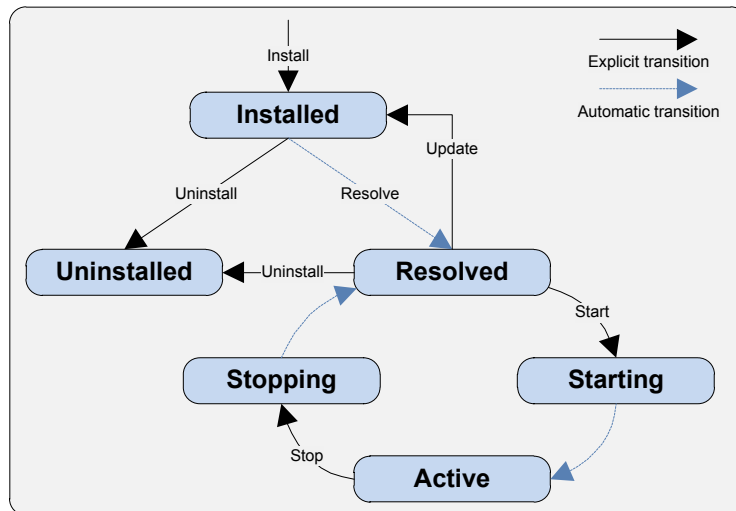 Install
Explicit transition
Installed
Automatic transition
Update
Uninstall
Resolve
Uninstalled
Uninstall
Resolved
Start
Stopping
Starting
Stop
Active